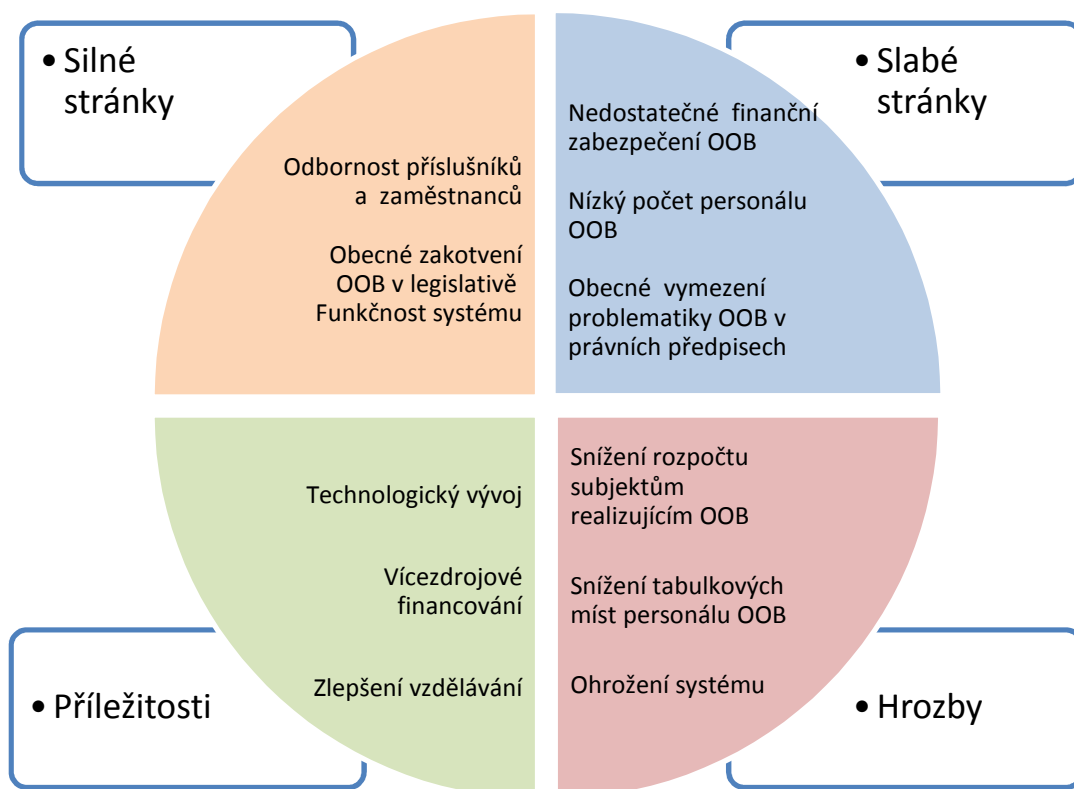 • Silné
stránky
Odbornost příslušníků
a zaměstnanců
Obecné zakotvení
OOB v legislativě
Funkčnost systému
• Slabé
stránky
Nedostatečné finanční
zabezpečení OOB
Nízký počet personálu
OOB
Obecné vymezení
problematiky OOB v
právních předpisech
• Příležitosti
Technologický vývoj
Vícezdrojové
financování
Zlepšení vzdělávání
• Hrozby
Snížení rozpočtu
subjektům
realizujícím OOB
Snížení tabulkových
míst personálu OOB
Ohrožení systému